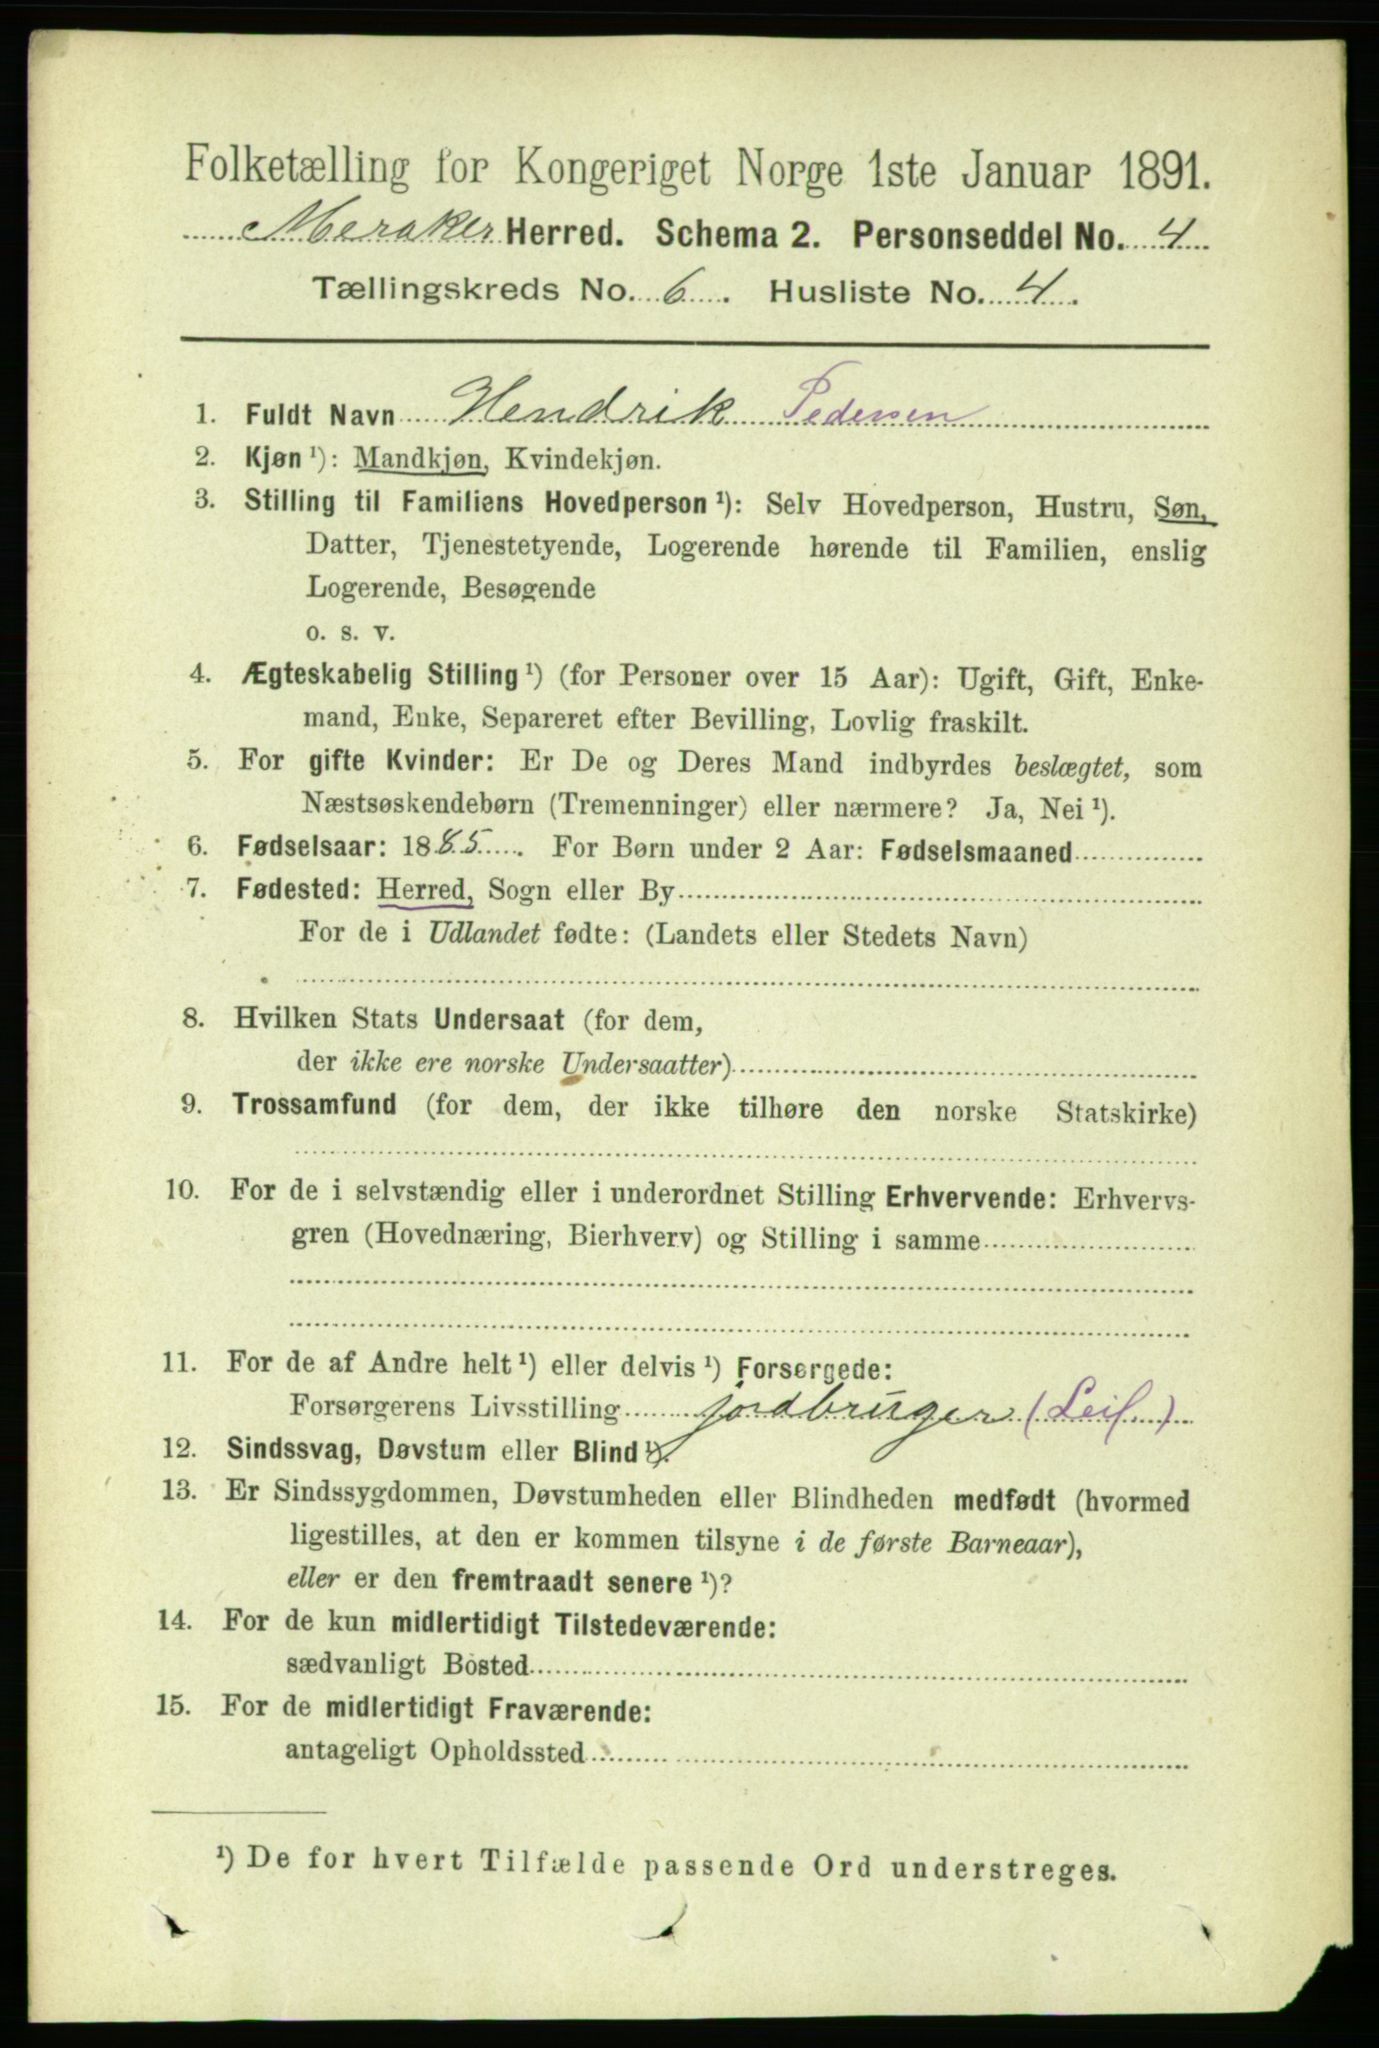 Folketælling for Kongeriget Norge 1ste Januar 1891.
Meraker Herred. Schema 2. Personseddel No. 4
Tællingskreds No. 6. Husliste No. 4.
1. Fuldt Navn Hendrik Pedersen
2. Kjøn ¹): Mandkjøn, Kvindekjøn.
3. Stilling til Familiens Hovedperson ¹): Selv Hovedperson, Hustru, Søn,
Datter, Tjenestetyende, Logerende hørende til Familien, enslig
Logerende, Besøgende
o. s. v.
4. Ægteskabelig Stilling ¹) (for Personer over 15 Aar): Ugift, Gift, Enke-
mand, Enke, Separeret efter Bevilling, Lovlig fraskilt.
5. For gifte Kvinder: Er De og Deres Mand indbyrdes beslægtet, som
Næstsøskendebørn (Tremenninger) eller nærmere? Ja, Nei ¹).
6. Fødselsaar: 1885. For Børn under 2 Aar: Fødselsmaaned
7. Fødested: Herred, Sogn eller By
For de i Udlandet fødte: (Landets eller Stedets Navn)
8. Hvilken Stats Undersaat (for dem,
der ikke ere norske Undersaatter)
9. Trossamfund (for dem, der ikke tilhøre den norske Statskirke)
10. For de i selvstændig eller i underordnet Stilling Erhvervende: Erhvervs-
gren (Hovednæring, Bierhverv) og Stilling i samme
11. For de af Andre helt ¹) eller delvis ¹) Forsørgede:
Forsørgerens Livsstilling jordbruger (Leil.)
12. Sindssvag, Døvstum eller Blind ¹).
13. Er Sindssygdommen, Døvstumheden eller Blindheden medfødt (hvormed
ligestilles, at den er kommen tilsyne i de første Barneaar),
eller er den fremtraadt senere ¹)?
14. For de kun midlertidigt Tilstedeværende:
sædvanligt Bosted
15. For de midlertidigt Fraværende:
antageligt Opholdssted
¹) De for hvert Tilfælde passende Ord understreges.